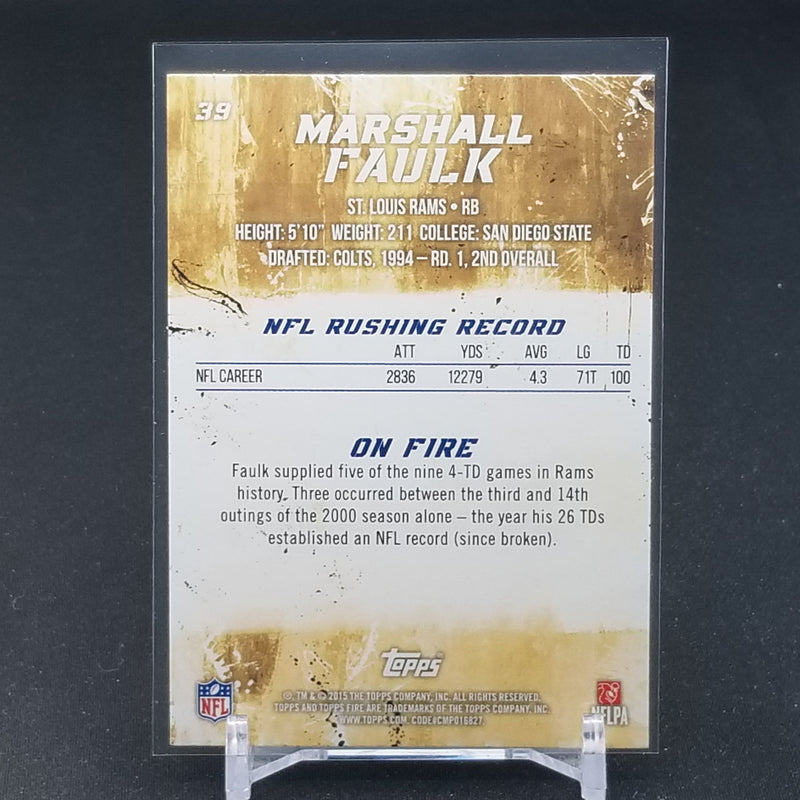 39
MARSHALL
FAULK
ST. LOUIS RAMS • RB
HEIGHT: 5'10" WEIGHT: 211 COLLEGE: SAN DIEGO STATE
DRAFTED: COLTS, 1994 – RD. 1, 2ND OVERALL
NFL RUSHING RECORD
ATT YDS AVG LG TD
NFL CAREER 2836 12279 4.3 71T 100
ON FIRE
Faulk supplied five of the nine 4-TD games in Rams
history. Three occurred between the third and 14th
outings of the 2000 season alone – the year his 26 TDs
established an NFL record (since broken).
topps
®, TM & © 2015 THE TOPPS COMPANY, INC. ALL RIGHTS RESERVED.
TOPPS AND TOPPS FIRE ARE TRADEMARKS OF THE TOPPS COMPANY, INC.
WWW.TOPPS.COM. CODE#CMP016827.
NFL
NFLPA